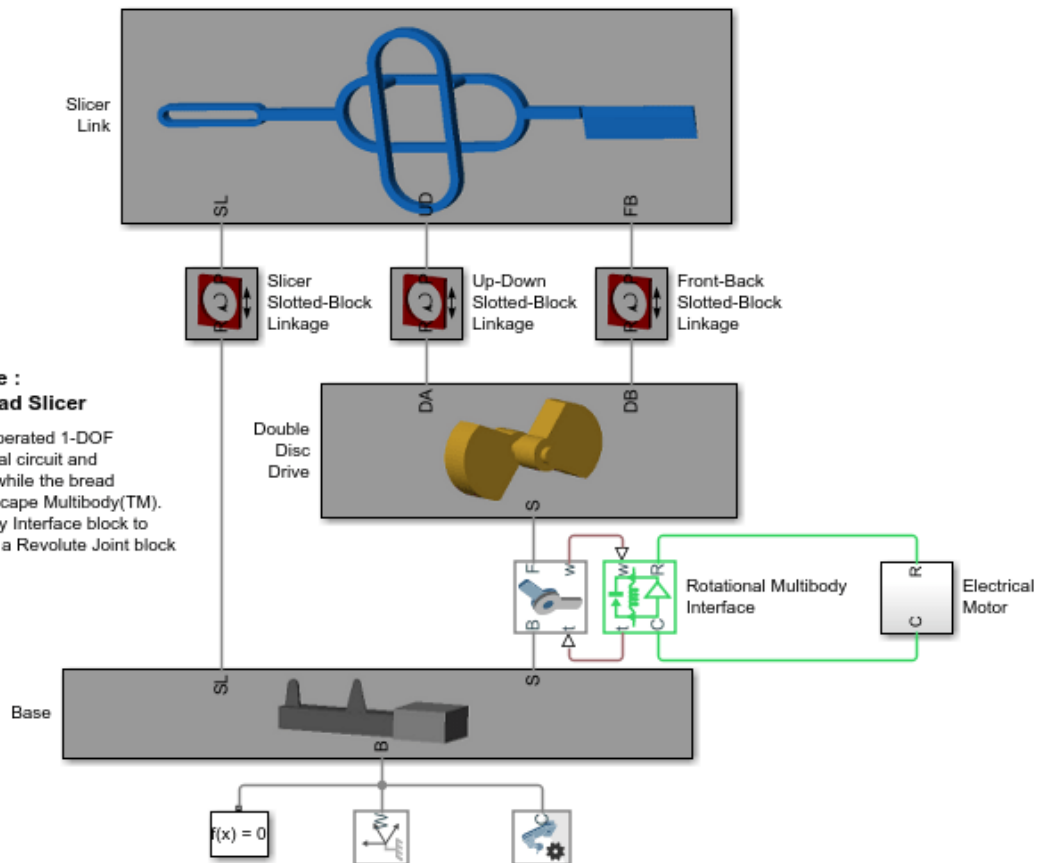 Slicer
Link
SL
UD
FB
P
R
Slicer
Slotted-Block
Linkage
P
R
Up-Down
Slotted-Block
Linkage
P
R
Front-Back
Slotted-Block
Linkage
e :
ad Slicer
perated 1-DOF
al circuit and
while the bread
scape Multibody(TM).
y Interface block to
a Revolute Joint block
DA
DB
Double
Disc
Drive
S
F
w
B
t
w
R
t
C
Rotational Multibody
Interface
R
C
Electrical
Motor
SL
S
Base
B
f(x) = 0
W
C